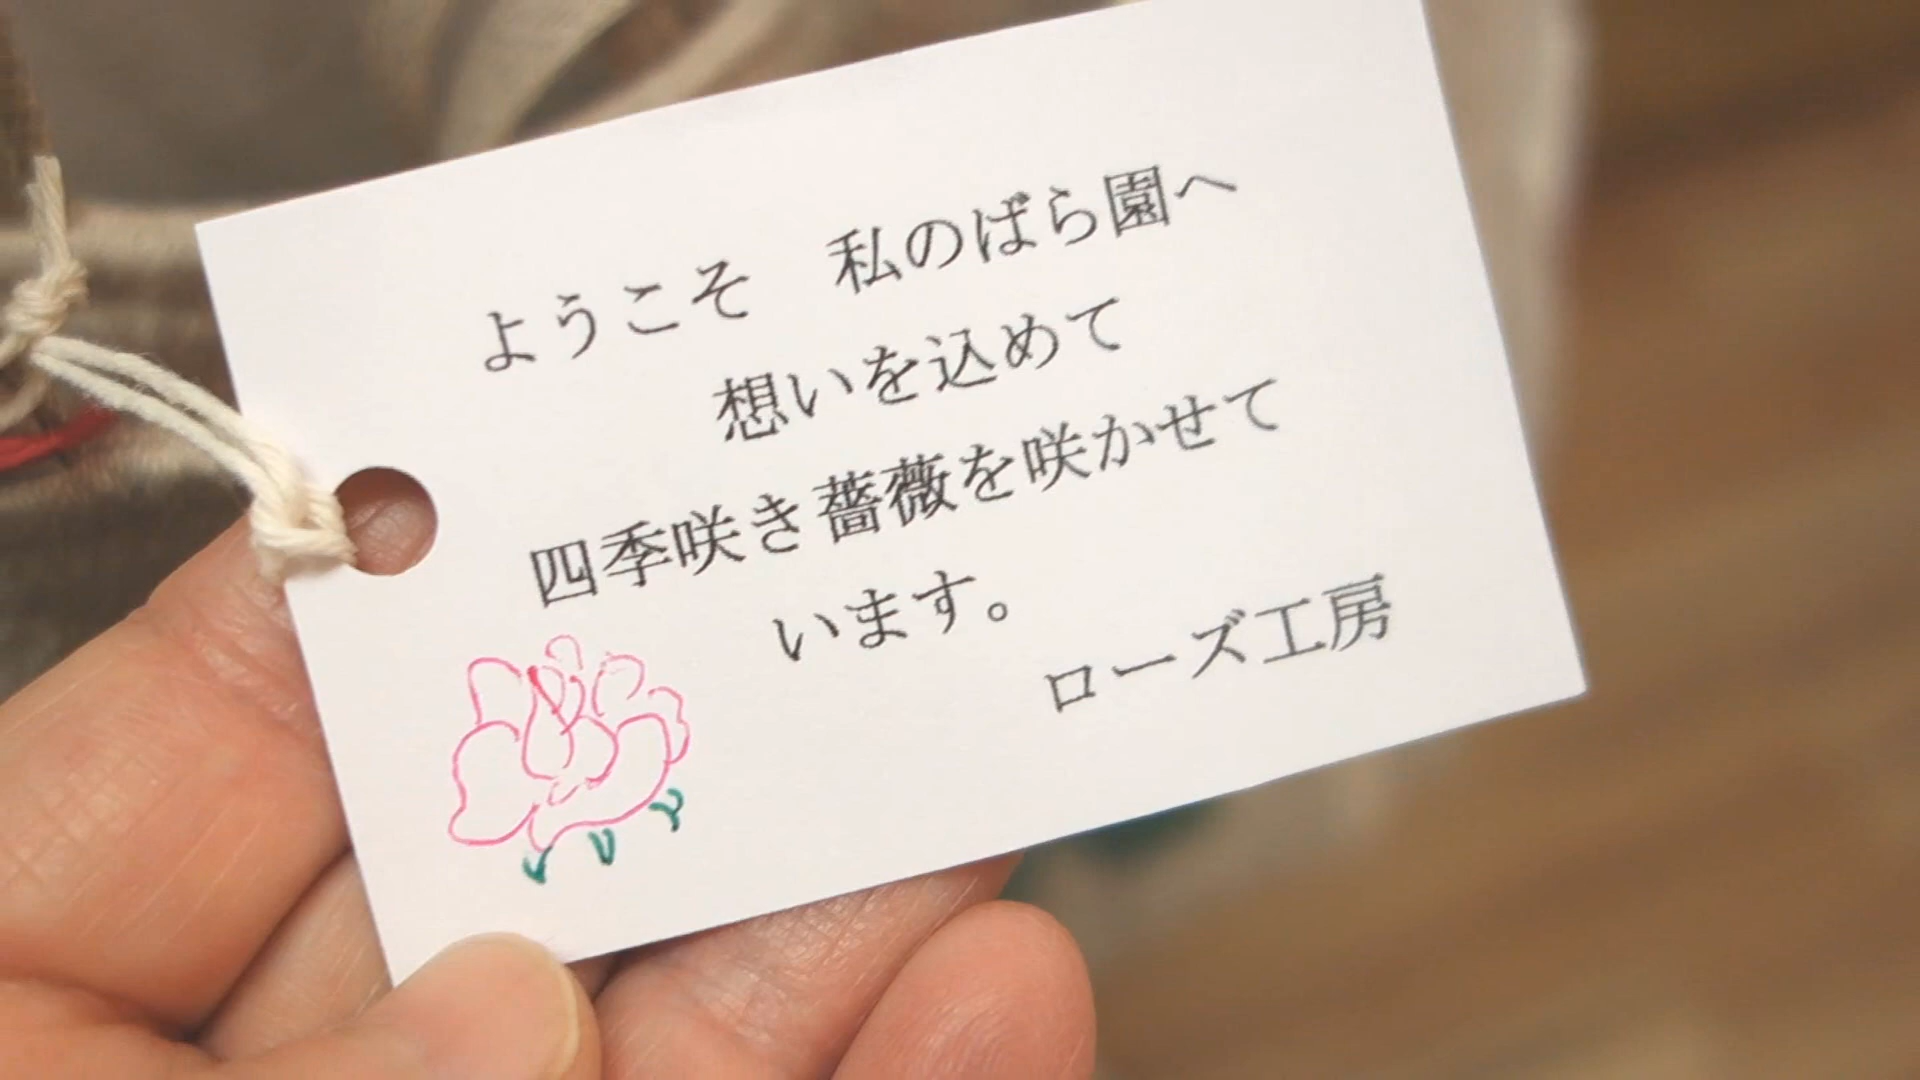 ようこそ　私のばら園へ
想いを込めて
四季咲き薔薇を咲かせて
います。
ローズ工房